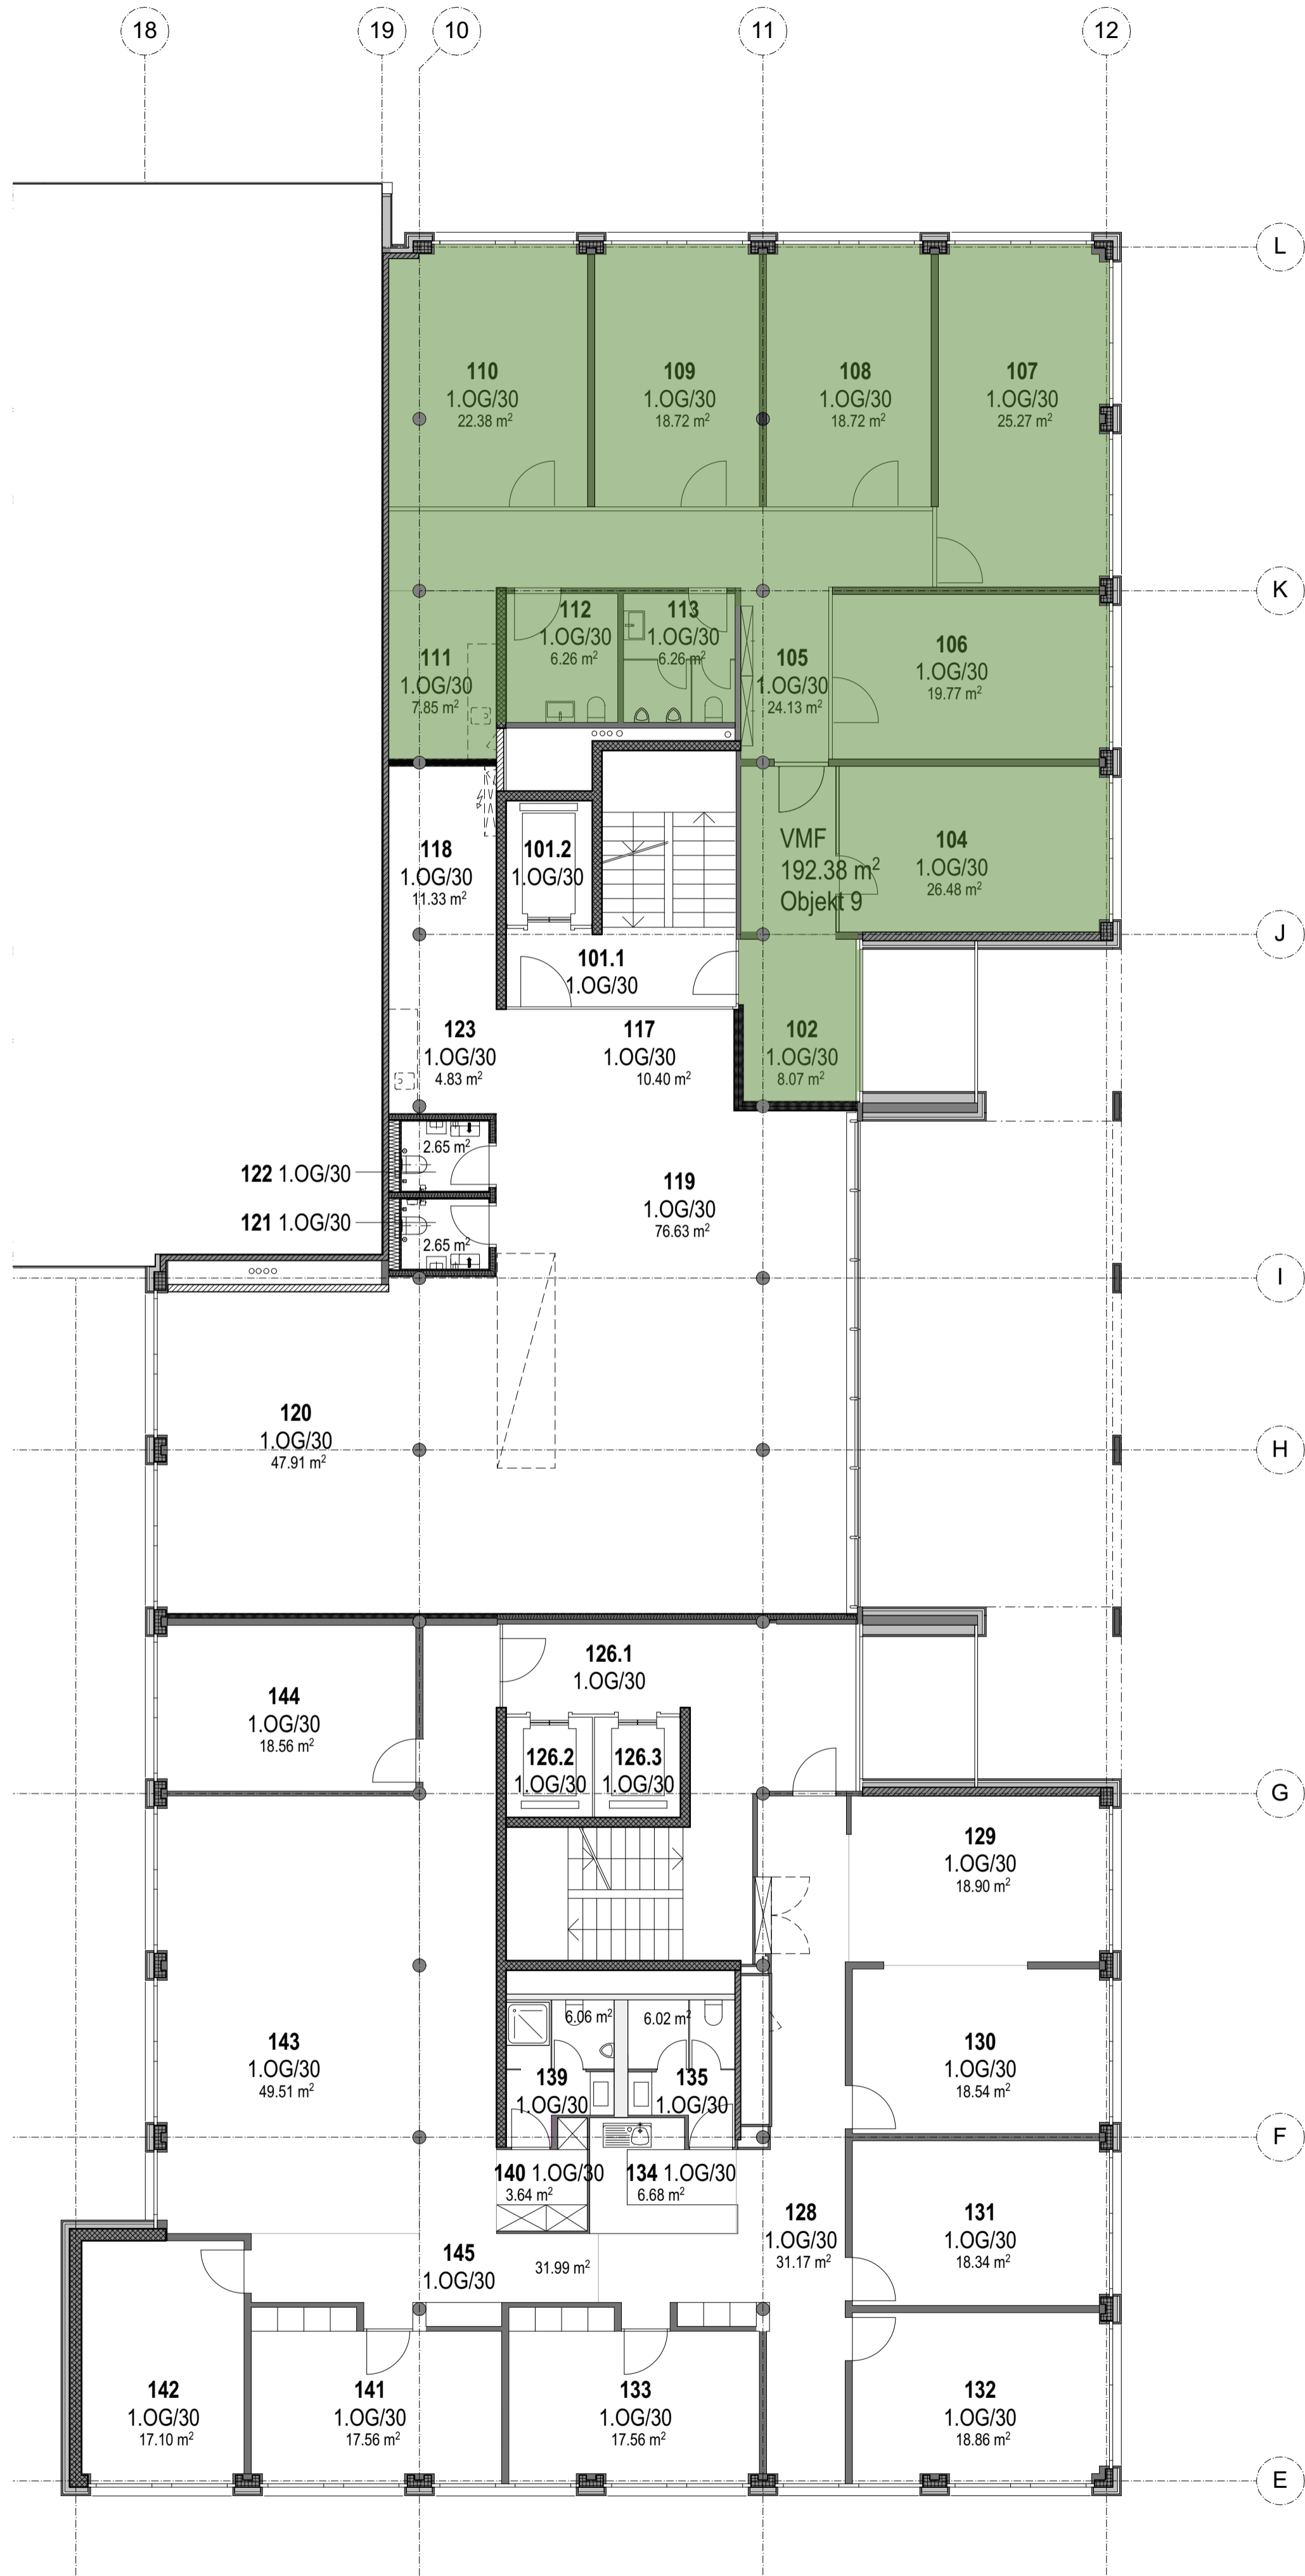 18
19
10
11
12
L
110
1.OG/30
22.38 m²
109
1.OG/30
18.72 m²
108
1.OG/30
18.72 m²
107
1.OG/30
25.27 m²
K
112
1.OG/30
6.26 m²
113
1.OG/30
6.26 m²
111
1.OG/30
7.85 m²
105
1.OG/30
24.13 m²
106
1.OG/30
19.77 m²
118
1.OG/30
11.33 m²
101.2
1.OG/30
VMF
192.38 m²
Objekt 9
104
1.OG/30
26.48 m²
J
101.1
1.OG/30
123
1.OG/30
4.83 m²
117
1.OG/30
10.40 m²
102
1.OG/30
8.07 m²
2.65 m²
122 1.OG/30
119
1.OG/30
76.63 m²
121 1.OG/30
2.65 m²
I
120
1.OG/30
47.91 m²
H
126.1
1.OG/30
144
1.OG/30
18.56 m²
126.2
1.OG/30
126.3
1.OG/30
G
129
1.OG/30
18.90 m²
6.06 m²
6.02 m²
143
1.OG/30
49.51 m²
139
1.OG/30
135
1.OG/30
130
1.OG/30
18.54 m²
F
140 1.OG/30
3.64 m²
134 1.OG/30
6.68 m²
128
1.OG/30
31.17 m²
131
1.OG/30
18.34 m²
145
1.OG/30
31.99 m²
142
1.OG/30
17.10 m²
141
1.OG/30
17.56 m²
133
1.OG/30
17.56 m²
132
1.OG/30
18.86 m²
E